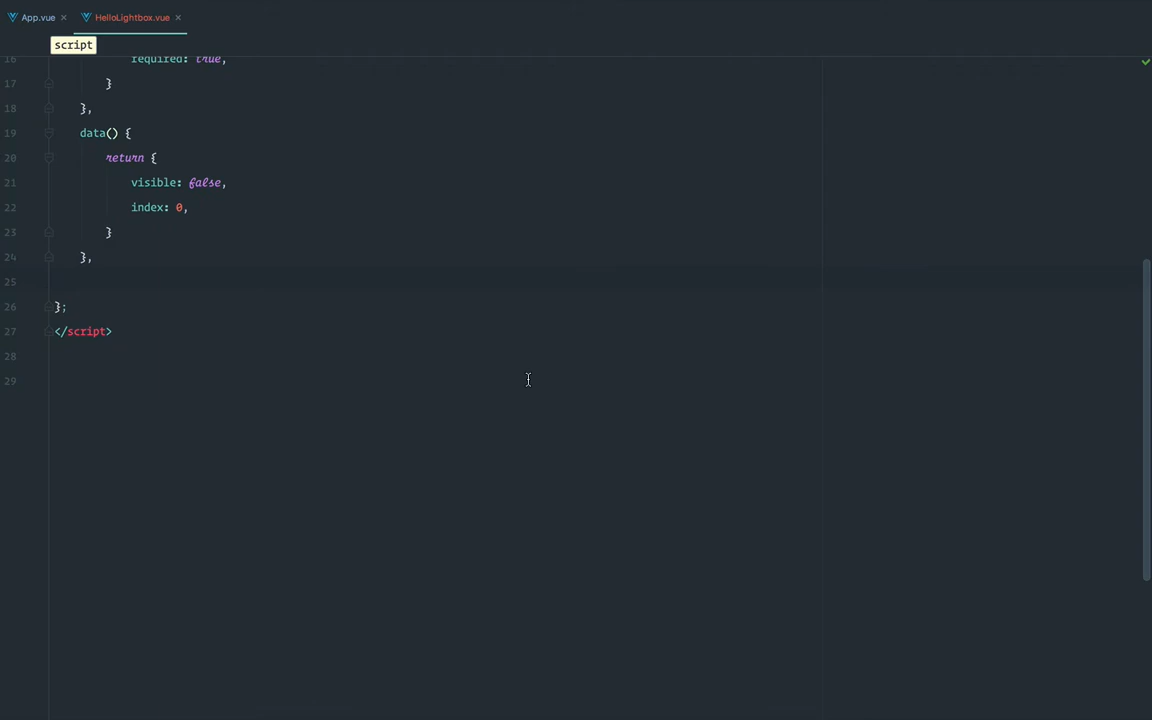 App.vue × HelloLightbox.vue ×
script
16 required: true,
17 }
18 },
19 data() {
20 return {
21 visible: false,
22 index: 0,
23 }
24 },
25
26 };
27 </script>
28
29